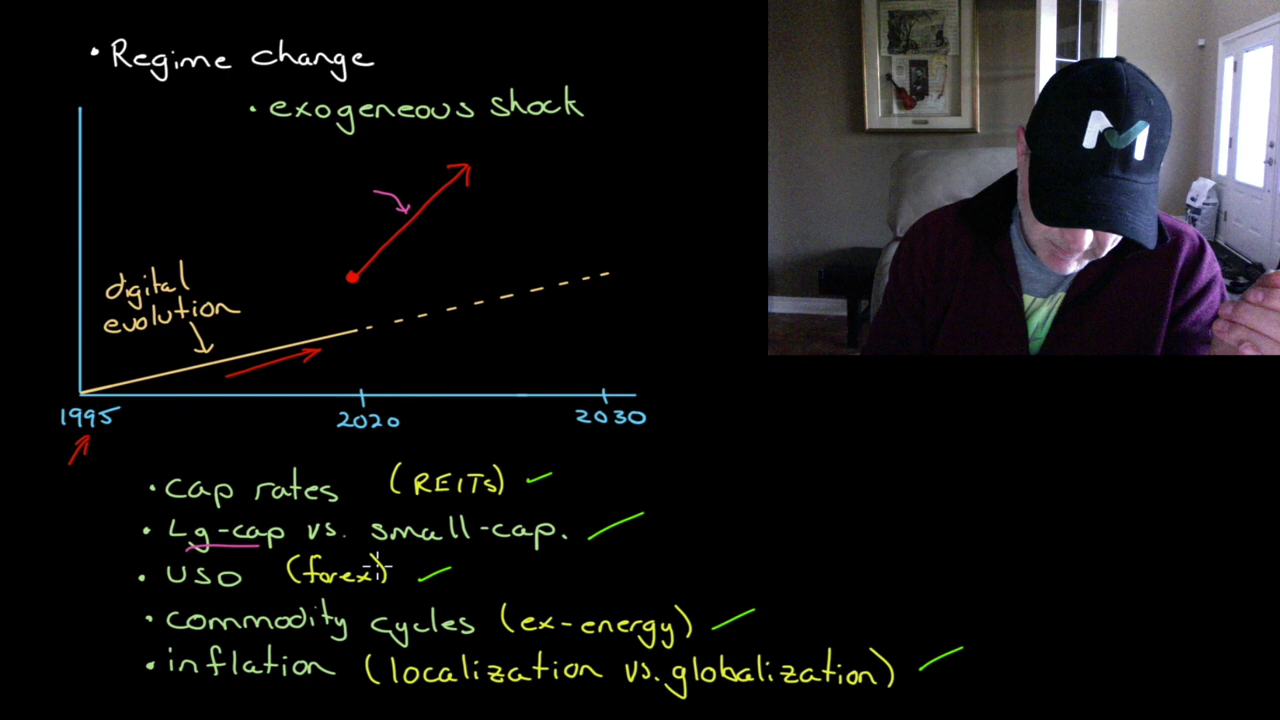 • Regime change
• exogeneous shock
digital
evolution
1995 2020 2030
• cap rates (REITs)
• Lg-cap vs. small-cap.
• USD (forex)
• commodity cycles (ex-energy)
• inflation (localization vs. globalization)
M